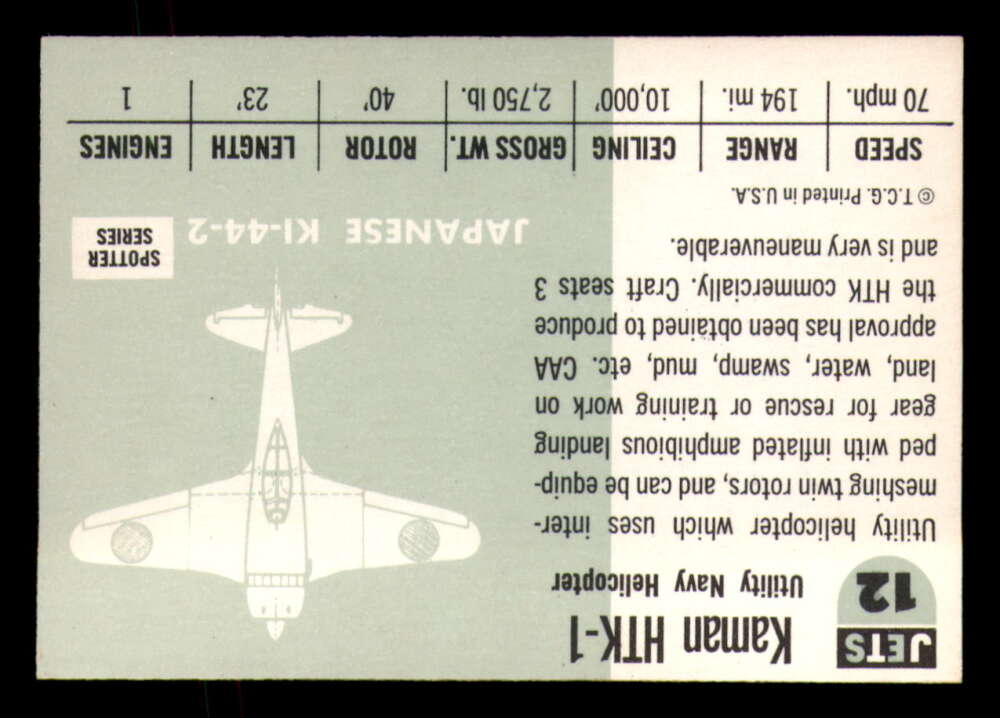 JETS
12
Kaman HTK-1
Utility Navy Helicopter
Utility helicopter which uses inter-
meshing twin rotors, and can be equip-
ped with inflated amphibious landing
gear for rescue or training work on
land, water, swamp, mud, etc. CAA
approval has been obtained to produce
the HTK commercially. Craft seats 3
and is very maneuverable.
© T.C.G. Printed in U.S.A.
JAPANESE KI-44-2
SPOTTER
SERIES
SPEED RANGE CEILING GROSS WT. ROTOR LENGTH ENGINES
70 mph. 194 mi. 10,000' 2,750 lb. 40' 23' 1